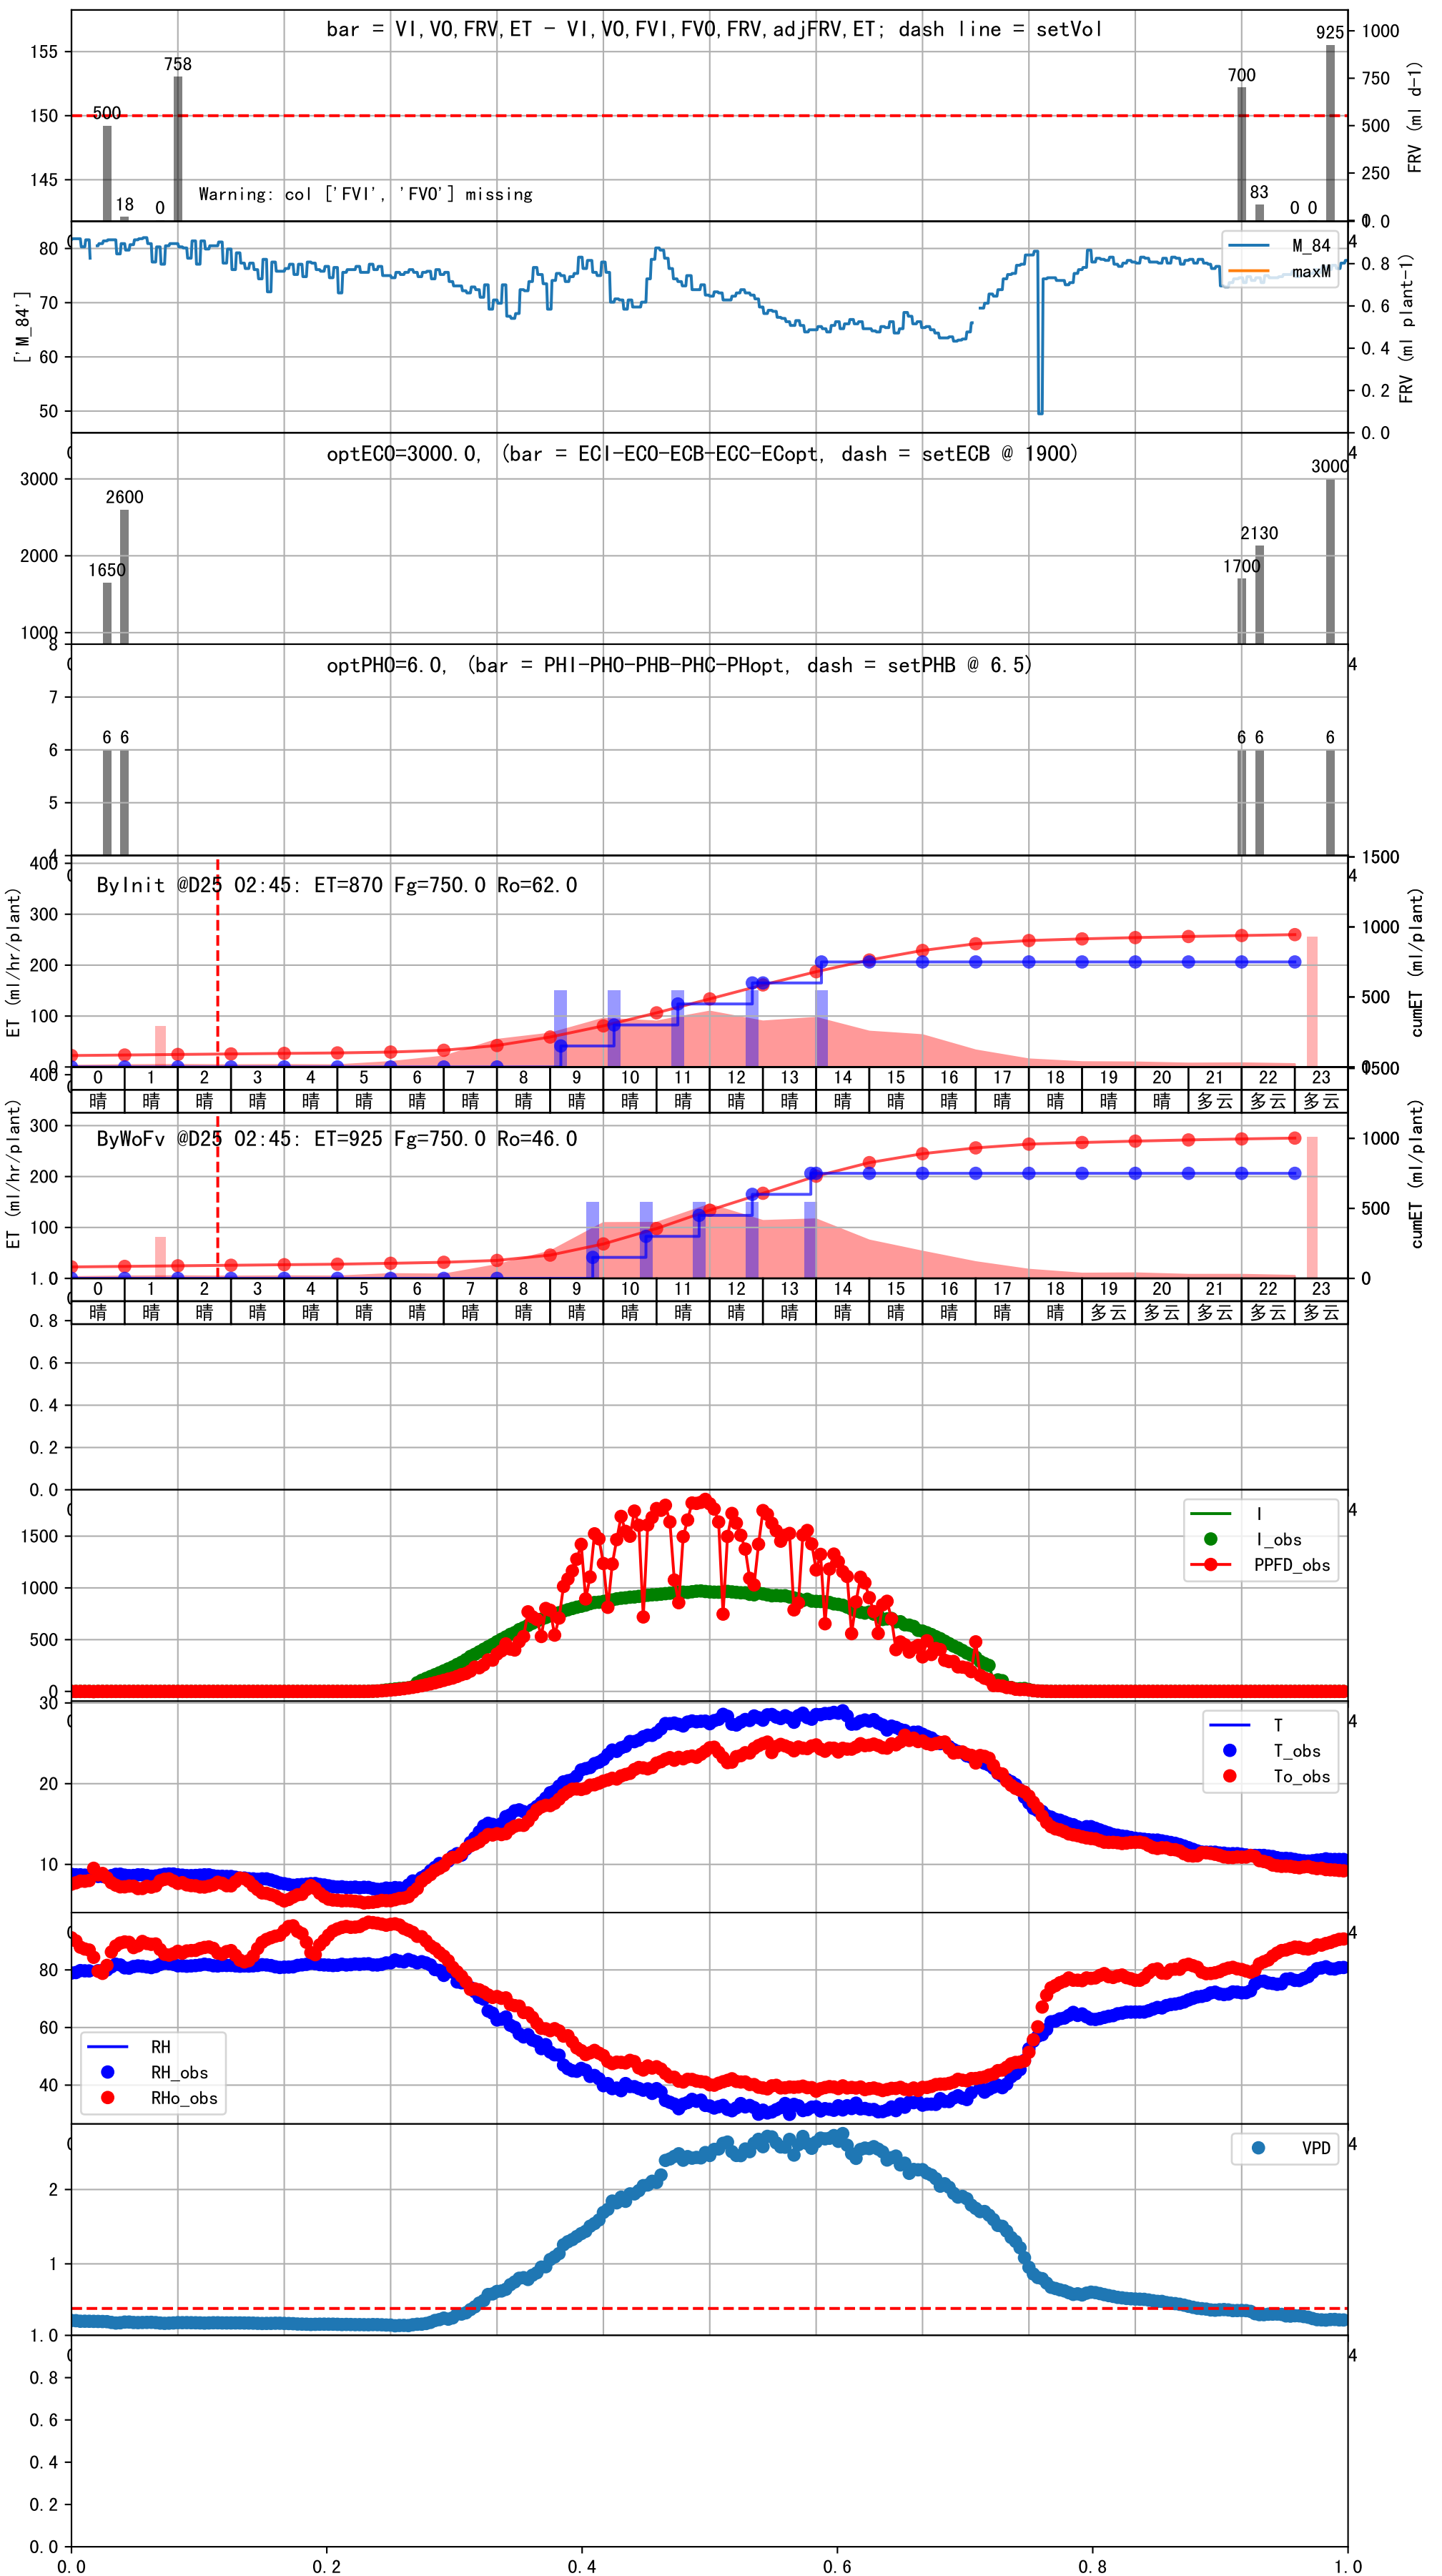 bar = VI,VO,FRV,ET - VI,VO,FVI,FVO,FRV,adjFRV,ET; dash line = setVol
155
150
145
1000
750
500
250
0
FRV (ml d-1)
500
18
0
758
700
83
0 0
925
Warning: col ['FVI', 'FVO'] missing
1.0
0.8
0.6
0.4
0.2
0.0
FRV (ml plant-1)
80
70
60
50
['M_84']
M_84
maxM
optECO=3000.0, (bar = ECI-ECO-ECB-ECC-ECopt, dash = setECB @ 1900)
3000
2000
1000
1650
2600
1700
2130
3000
optPHO=6.0, (bar = PHI-PHO-PHB-PHC-PHopt, dash = setPHB @ 6.5)
8
7
6
5
4
6 6
6 6
6
ByInit @D25 02:45: ET=870 Fg=750.0 Ro=62.0
400
300
200
100
0
ET (ml/hr/plant)
1500
1000
500
0
cumET (ml/plant)
0 1 2 3 4 5 6 7 8 9 10 11 12 13 14 15 16 17 18 19 20 21 22 23
晴 晴 晴 晴 晴 晴 晴 晴 晴 晴 晴 晴 晴 晴 晴 晴 晴 晴 晴 晴 晴 多云 多云 多云
ByWoFv @D25 02:45: ET=925 Fg=750.0 Ro=46.0
400
300
200
100
ET (ml/hr/plant)
1500
1000
500
0
cumET (ml/plant)
0 1 2 3 4 5 6 7 8 9 10 11 12 13 14 15 16 17 18 19 20 21 22 23
晴 晴 晴 晴 晴 晴 晴 晴 晴 晴 晴 晴 晴 晴 晴 晴 晴 晴 晴 多云 多云 多云 多云 多云
1.0
0.8
0.6
0.4
0.2
0.0
1500
1000
500
0
I
I_obs
PPFD_obs
30
20
10
T
T_obs
To_obs
80
60
40
RH
RH_obs
RHo_obs
2
1
VPD
1.0
0.8
0.6
0.4
0.2
0.0
0.0 0.2 0.4 0.6 0.8 1.0